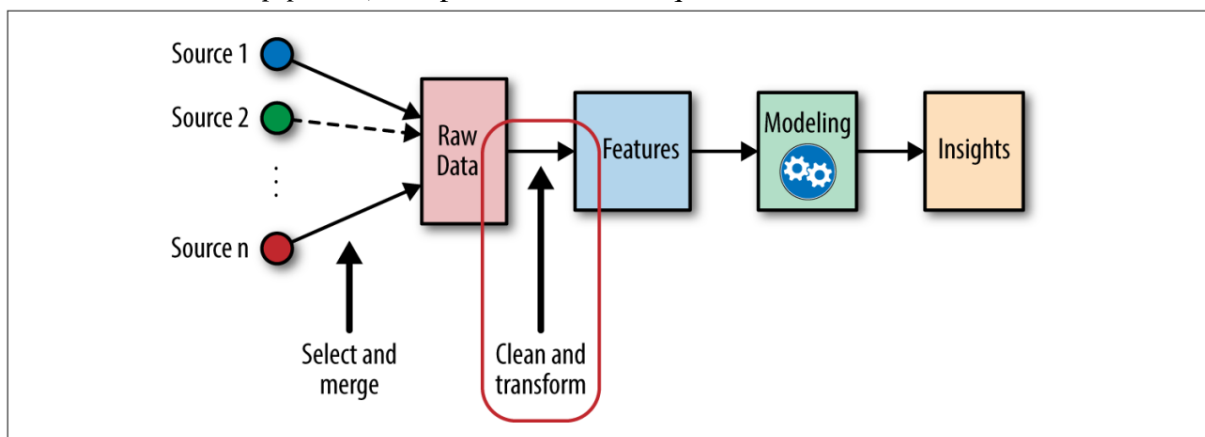 Source 1
Source 2
Source n
Raw
Data
Features
Modeling
Insights
Select and
merge
Clean and
transform